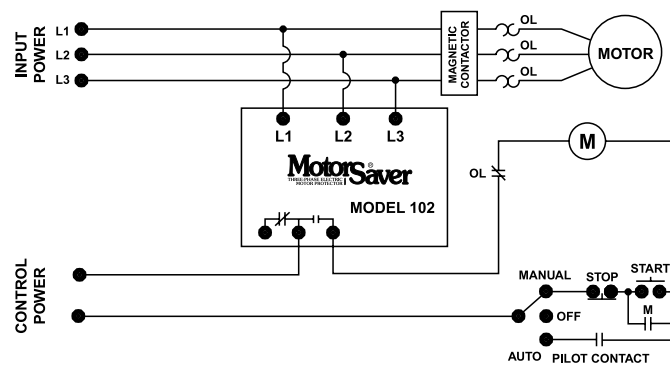 INPUT POWER
L1
L2
L3
MAGNETIC CONTACTOR
OL
OL
OL
MOTOR
L1 L2 L3
MotorSaver®
THREE-PHASE ELECTRIC
MOTOR PROTECTOR
MODEL 102
OL
M
CONTROL POWER
MANUAL
OFF
AUTO
STOP
START
M
PILOT CONTACT